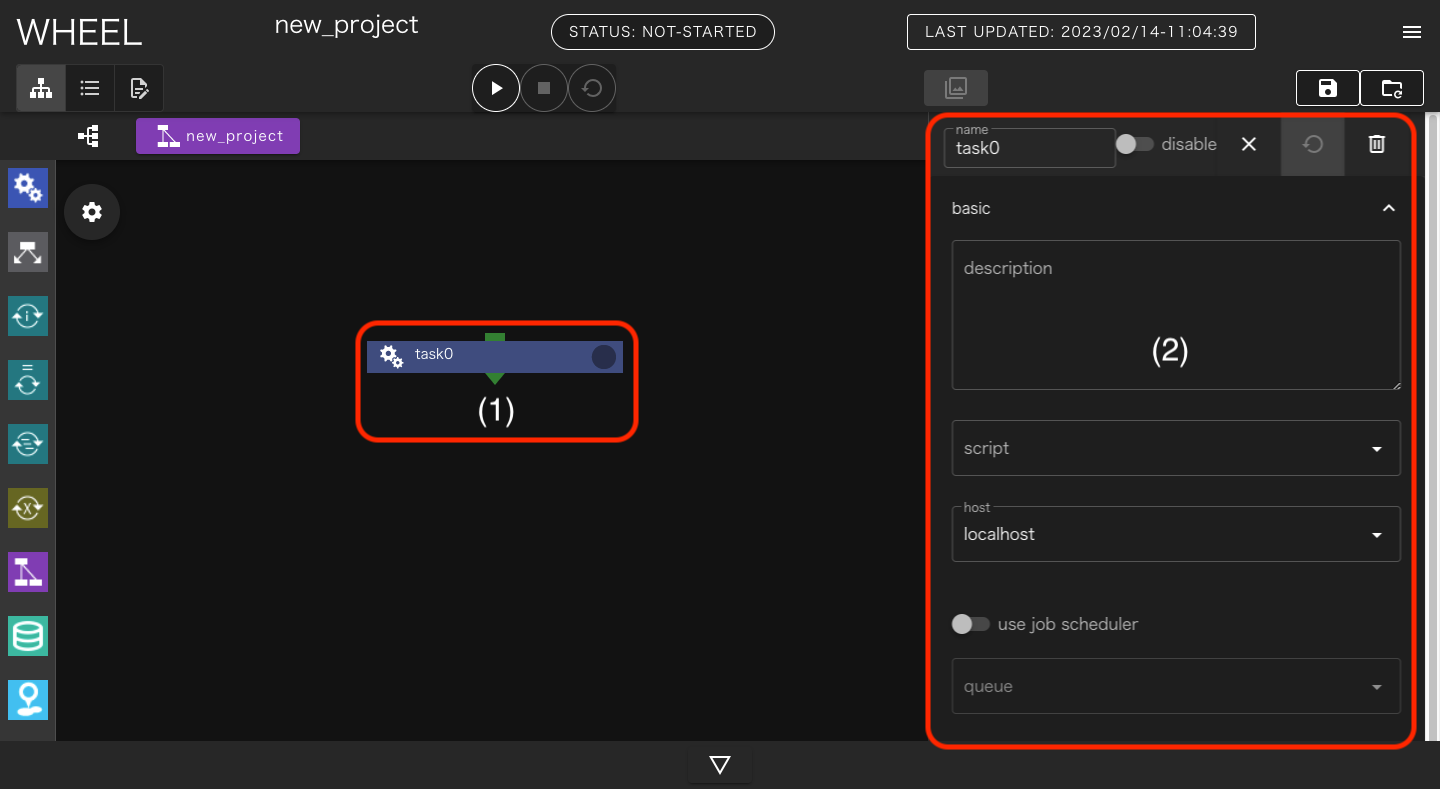 WHEEL
new_project
STATUS: NOT-STARTED
LAST UPDATED: 2023/02/14-11:04:39
new_project
name
task0
disable
basic
description
(2)
task0
(1)
script
host
localhost
use job scheduler
queue